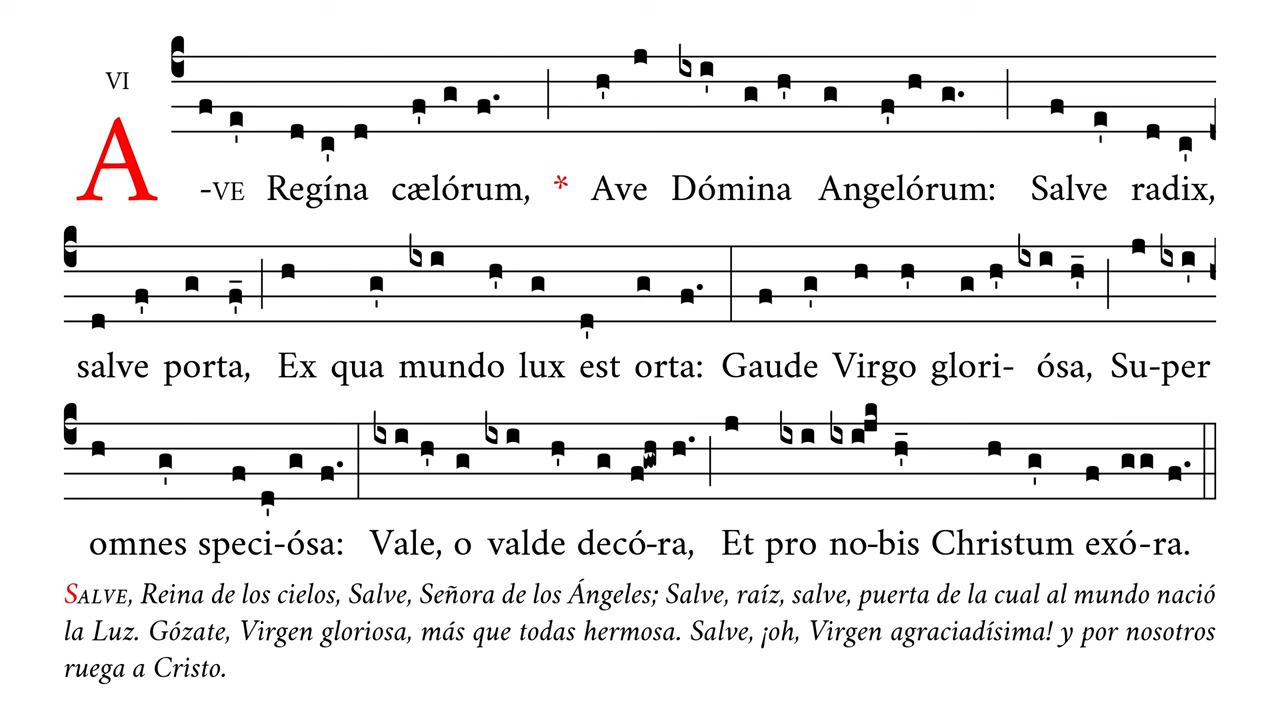 VI
A-VE Regína cælórum, * Ave Dómina Angelórum: Salve radix,
salve porta, Ex qua mundo lux est orta: Gaude Virgo glori- ósa, Su-per
omnes speci-ósa: Vale, o valde decó-ra, Et pro no-bis Christum exó-ra.
SALVE, Reina de los cielos, Salve, Señora de los Ángeles; Salve, raíz, salve, puerta de la cual al mundo nació
la Luz. Gózate, Virgen gloriosa, más que todas hermosa. Salve, ¡oh, Virgen agraciadísima! y por nosotros
ruega a Cristo.